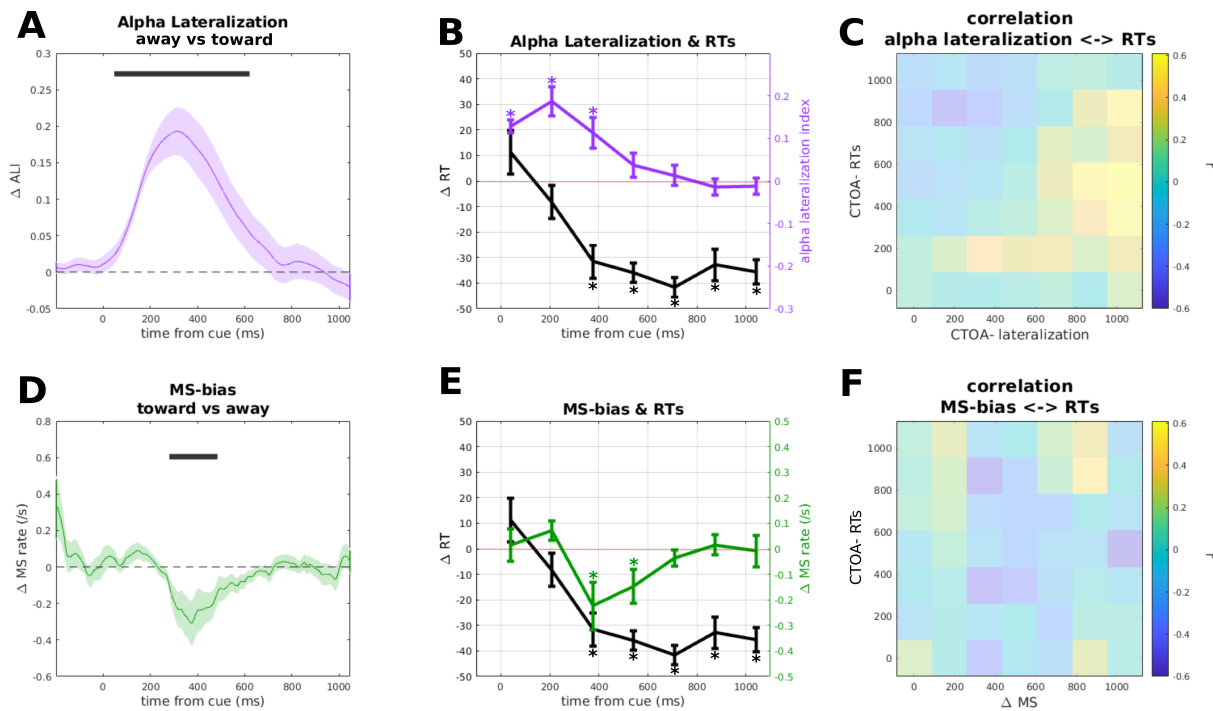 A
Alpha Lateralization
away vs toward
0.3
0.25
0.2
0.15
0.1
0.05
0
-0.05
Δ ALI
0 200 400 600 800 1000
time from cue (ms)
B
Alpha Lateralization & RTs
50
40
30
20
10
0
-10
-20
-30
-40
-50
Δ RT
* * *
* * * * *
0.2
0.1
0
-0.1
-0.2
-0.3
alpha lateralization index
0 200 400 600 800 1000
time from cue (ms)
C
correlation
alpha lateralization <-> RTs
1000
800
600
400
200
0
CTOA- RTs
0 200 400 600 800 1000
CTOA- lateralization
0.6
0.4
0.2
0
-0.2
-0.4
-0.6
r
D
MS-bias
toward vs away
0.8
0.6
0.4
0.2
0
-0.2
-0.4
-0.6
Δ MS rate (/s)
0 200 400 600 800 1000
time from cue (ms)
E
MS-bias & RTs
50
40
30
20
10
0
-10
-20
-30
-40
-50
Δ RT
* *
* * * * *
0.5
0.4
0.3
0.2
0.1
0
-0.1
-0.2
-0.3
-0.4
-0.5
Δ MS rate (/s)
0 200 400 600 800 1000
time from cue (ms)
F
correlation
MS-bias <-> RTs
1000
800
600
400
200
0
CTOA- RTs
0 200 400 600 800 1000
Δ MS
0.6
0.4
0.2
0
-0.2
-0.4
-0.6
r